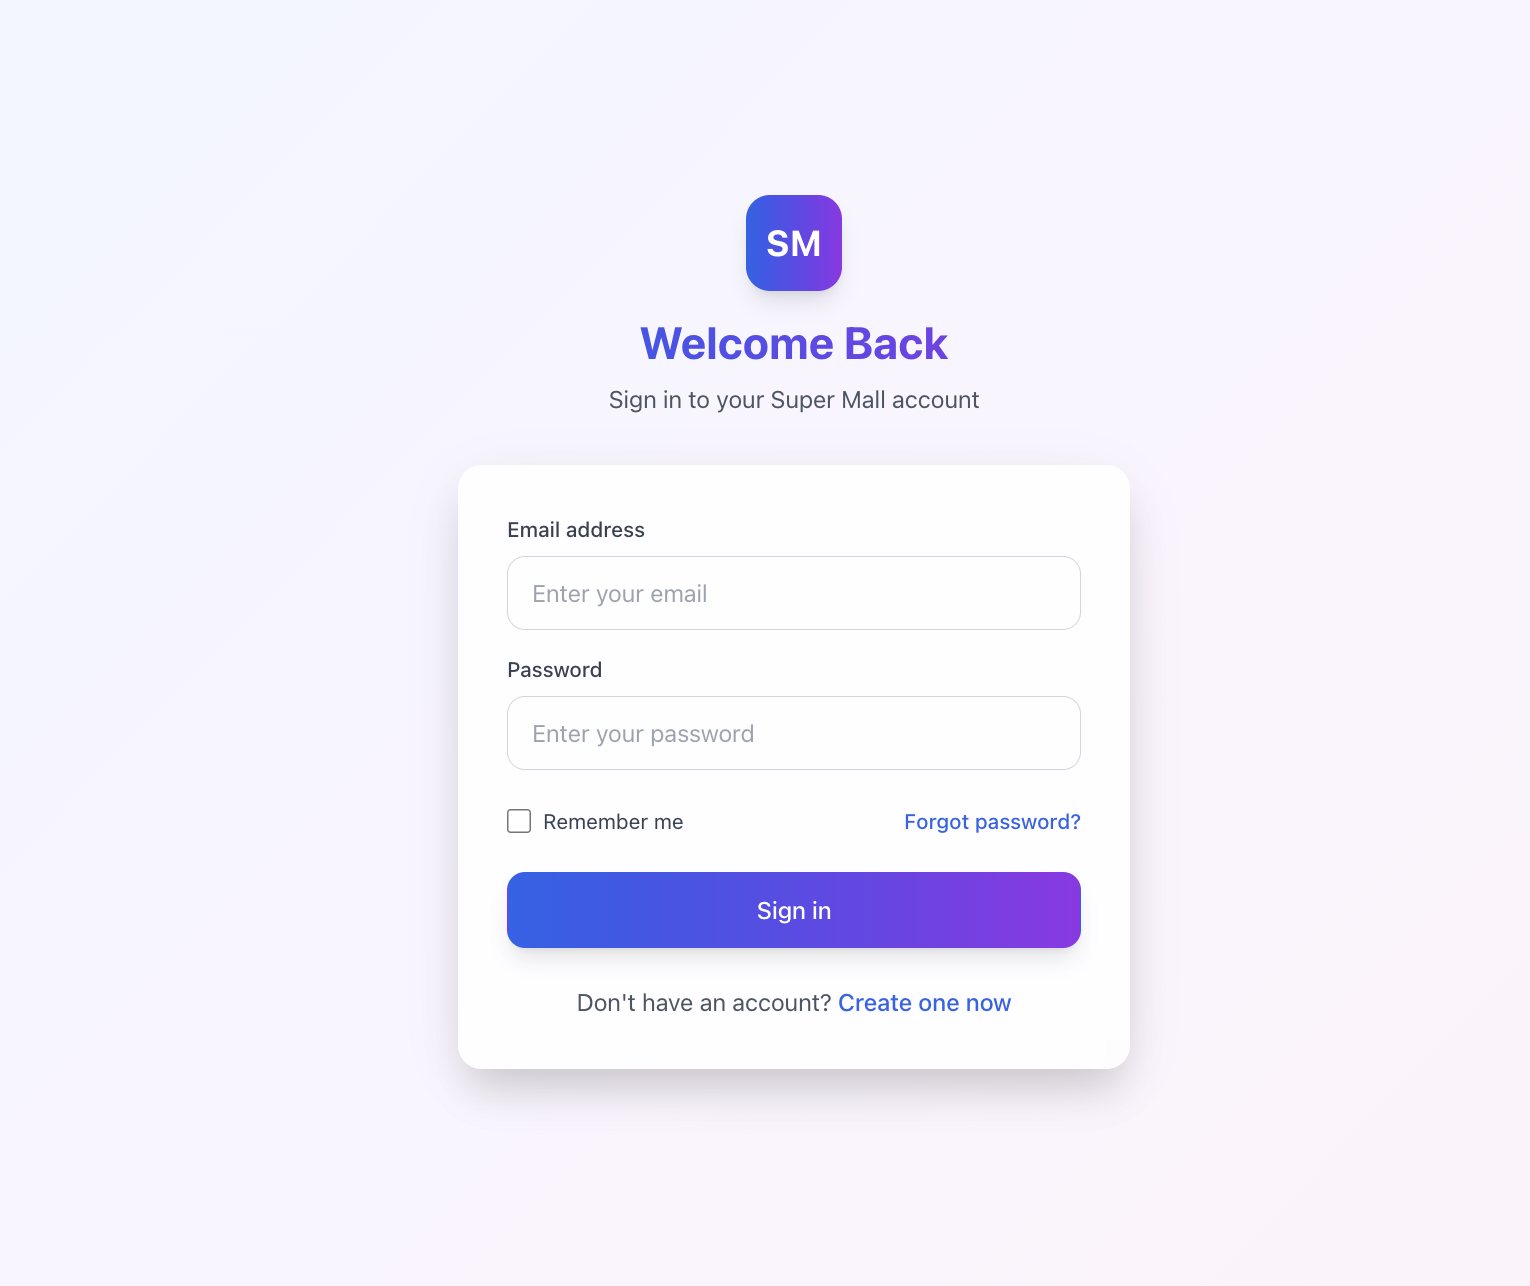 SM
Welcome Back
Sign in to your Super Mall account
Email address
Enter your email
Password
Enter your password
Remember me Forgot password?
Sign in
Don't have an account? Create one now